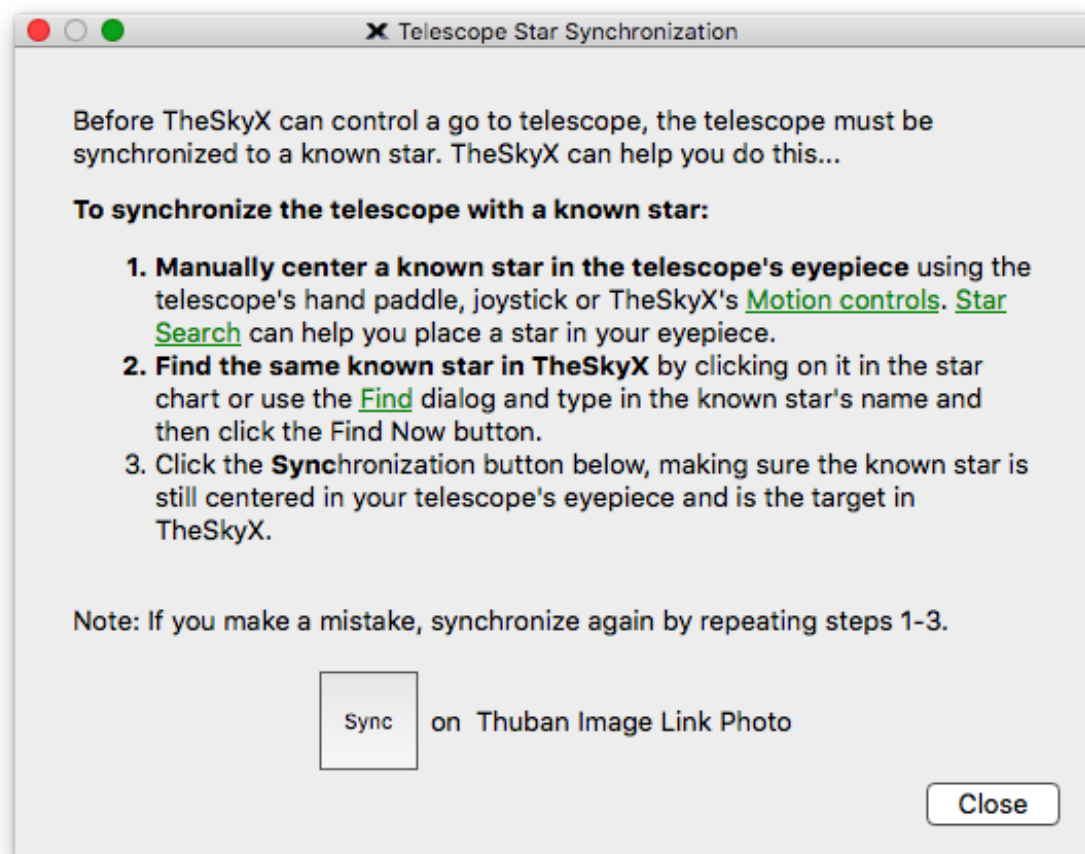 Telescope Star Synchronization
Before TheSkyX can control a go to telescope, the telescope must be
synchronized to a known star. TheSkyX can help you do this...
To synchronize the telescope with a known star:
1. Manually center a known star in the telescope's eyepiece using the
telescope's hand paddle, joystick or TheSkyX's Motion controls. Star
Search can help you place a star in your eyepiece.
2. Find the same known star in TheSkyX by clicking on it in the star
chart or use the Find dialog and type in the known star's name and
then click the Find Now button.
3. Click the Synchronization button below, making sure the known star is
still centered in your telescope's eyepiece and is the target in
TheSkyX.
Note: If you make a mistake, synchronize again by repeating steps 1-3.
Sync on Thuban Image Link Photo
Close